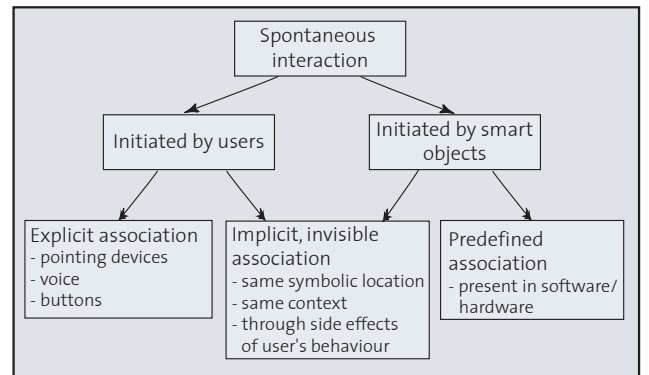 Spontaneous
interaction
Initiated by users
Initiated by smart
objects
Explicit association
- pointing devices
- voice
- buttons
Implicit, invisible
association
- same symbolic location
- same context
- through side effects
of user's behaviour
Predefined
association
- present in software/
hardware